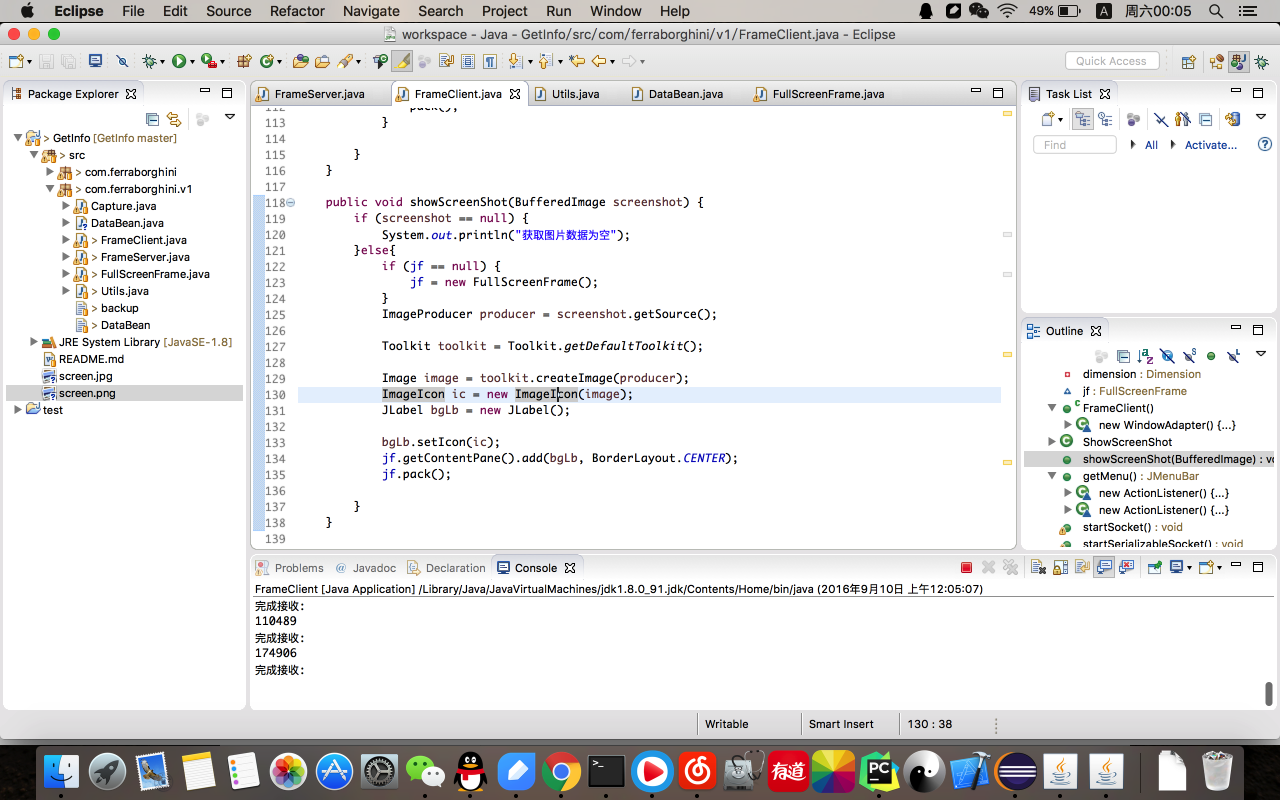 Eclipse File Edit Source Refactor Navigate Search Project Run Window Help 49% A 周六00:05
workspace - Java - GetInfo/src/com/ferraborghini/v1/FrameClient.java - Eclipse
Quick Access
Package Explorer
GetInfo [GetInfo master]
> src
> com.ferraborghini
> com.ferraborghini.v1
Capture.java
DataBean.java
> FrameClient.java
> FrameServer.java
> FullScreenFrame.java
> Utils.java
> backup
> DataBean
JRE System Library [JavaSE-1.8]
README.md
screen.jpg
screen.png
test
FrameServer.java FrameClient.java Utils.java DataBean.java FullScreenFrame.java
112 pack();
113 }
114
115 }
116 }
117
118 public void showScreenShot(BufferedImage screenshot) {
119 if (screenshot == null) {
120 System.out.println("获取图片数据为空");
121 }else{
122 if (jf == null) {
123 jf = new FullScreenFrame();
124 }
125 ImageProducer producer = screenshot.getSource();
126
127 Toolkit toolkit = Toolkit.getDefaultToolkit();
128
129 Image image = toolkit.createImage(producer);
130 ImageIcon ic = new ImageIcon(image);
131 JLabel bgLb = new JLabel();
132
133 bgLb.setIcon(ic);
134 jf.getContentPane().add(bgLb, BorderLayout.CENTER);
135 jf.pack();
136
137 }
138 }
139
Task List
Find All Activate...
Outline
dimension : Dimension
jf : FullScreenFrame
FrameClient()
new WindowAdapter() {...}
ShowScreenShot
showScreenShot(BufferedImage) : vo
getMenu() : JMenuBar
new ActionListener() {...}
new ActionListener() {...}
startSocket() : void
startSerializableSocket() : void
Problems @ Javadoc Declaration Console
FrameClient [Java Application] /Library/Java/JavaVirtualMachines/jdk1.8.0_91.jdk/Contents/Home/bin/java (2016年9月10日 上午12:05:07)
完成接收:
110489
完成接收:
174906
完成接收:
Writable Smart Insert 130 : 38
有道 PC